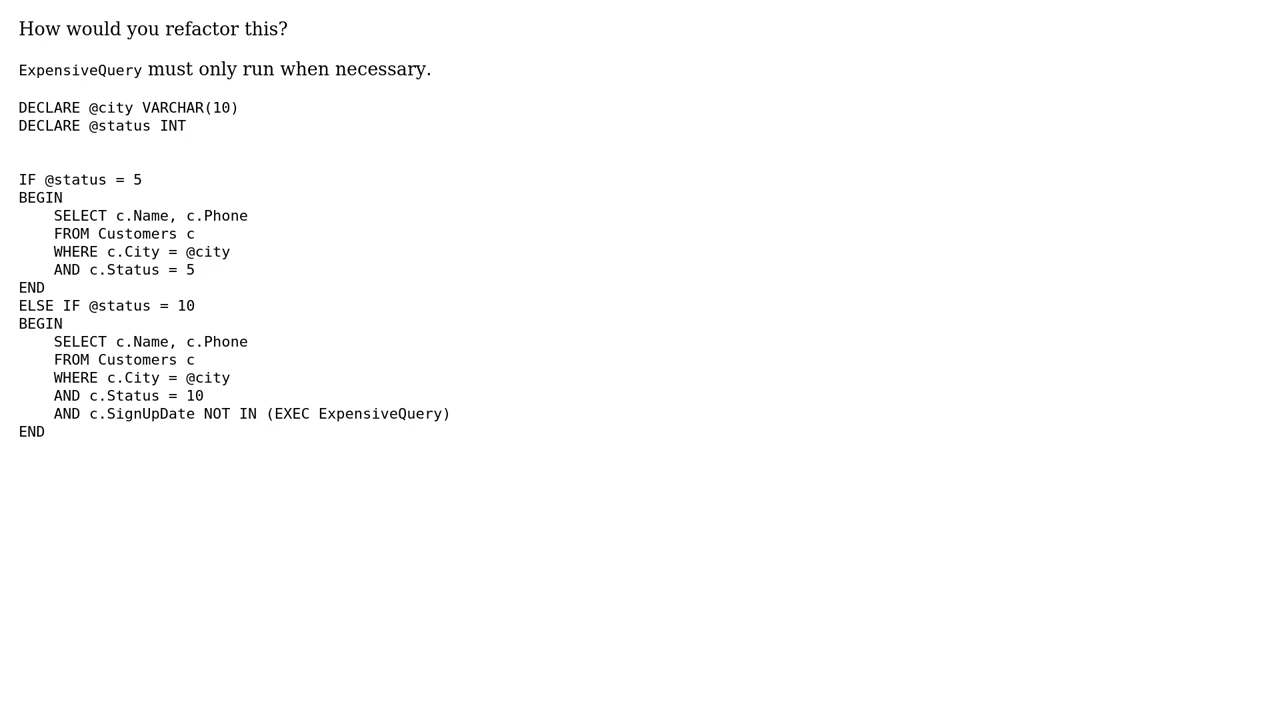 How would you refactor this?
ExpensiveQuery must only run when necessary.
DECLARE @city VARCHAR(10)
DECLARE @status INT
IF @status = 5
BEGIN
    SELECT c.Name, c.Phone
    FROM Customers c
    WHERE c.City = @city
    AND c.Status = 5
END
ELSE IF @status = 10
BEGIN
    SELECT c.Name, c.Phone
    FROM Customers c
    WHERE c.City = @city
    AND c.Status = 10
    AND c.SignUpDate NOT IN (EXEC ExpensiveQuery)
END